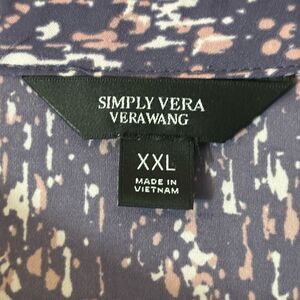 SIMPLY VERA
VERAWANG
XXL
MADE IN
VIETNAM